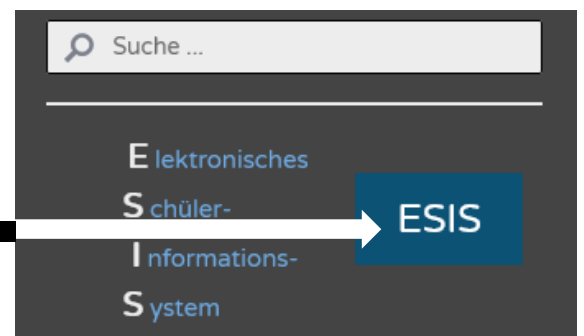 Suche ...
E lektronisches
S chüler-
I nformations-
S ystem
ESIS